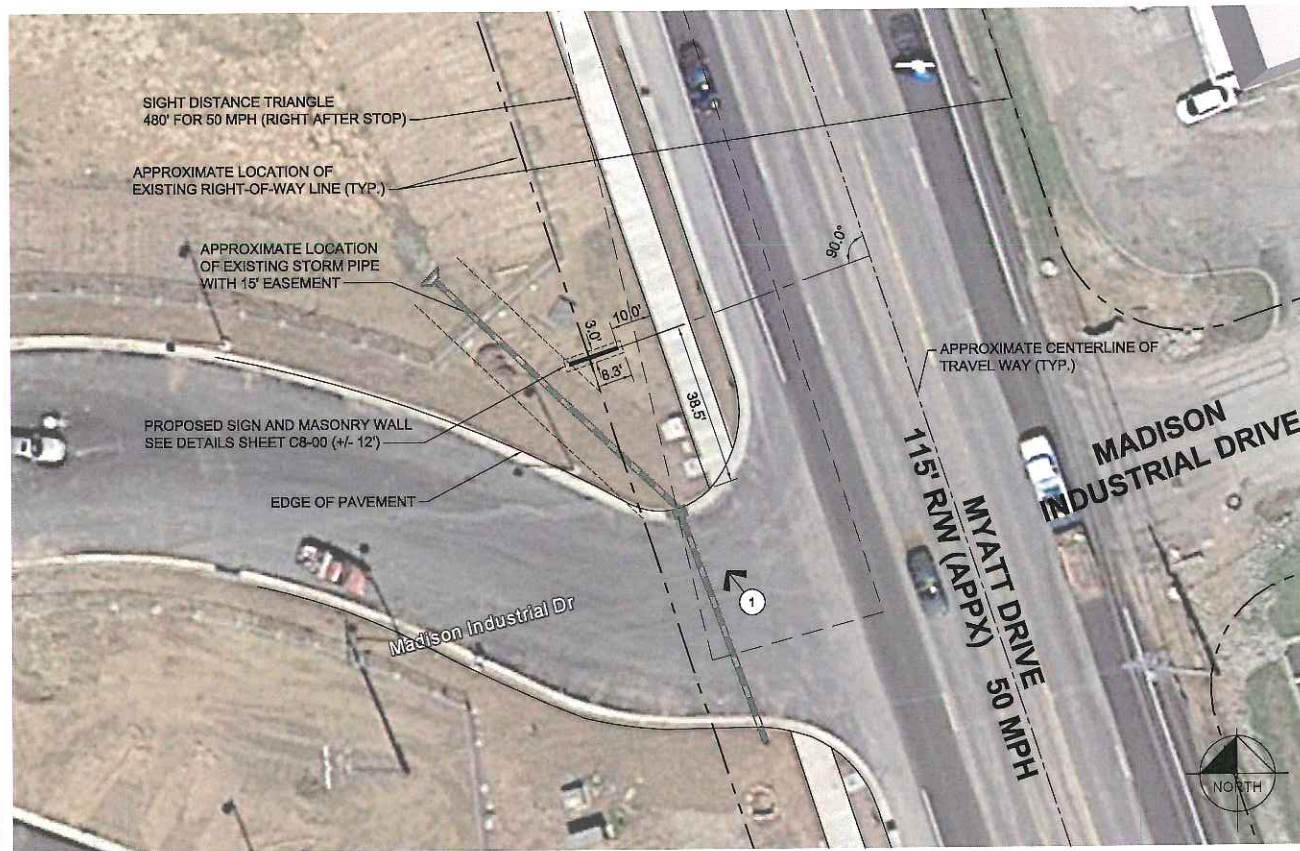 SIGHT DISTANCE TRIANGLE
480' FOR 50 MPH (RIGHT AFTER STOP)
APPROXIMATE LOCATION OF
EXISTING RIGHT-OF-WAY LINE (TYP.)
90.0°
APPROXIMATE LOCATION
OF EXISTING STORM PIPE
WITH 15' EASEMENT
10.0'
3.0'
8.3'
38.5'
APPROXIMATE CENTERLINE OF
TRAVEL WAY (TYP.)
PROPOSED SIGN AND MASONRY WALL
SEE DETAILS SHEET C8-00 (+/- 12')
EDGE OF PAVEMENT
MADISON
INDUSTRIAL DRIVE
MYATT DRIVE
115' R/W (APPX) 50 MPH
1
Madison Industrial Dr
NORTH